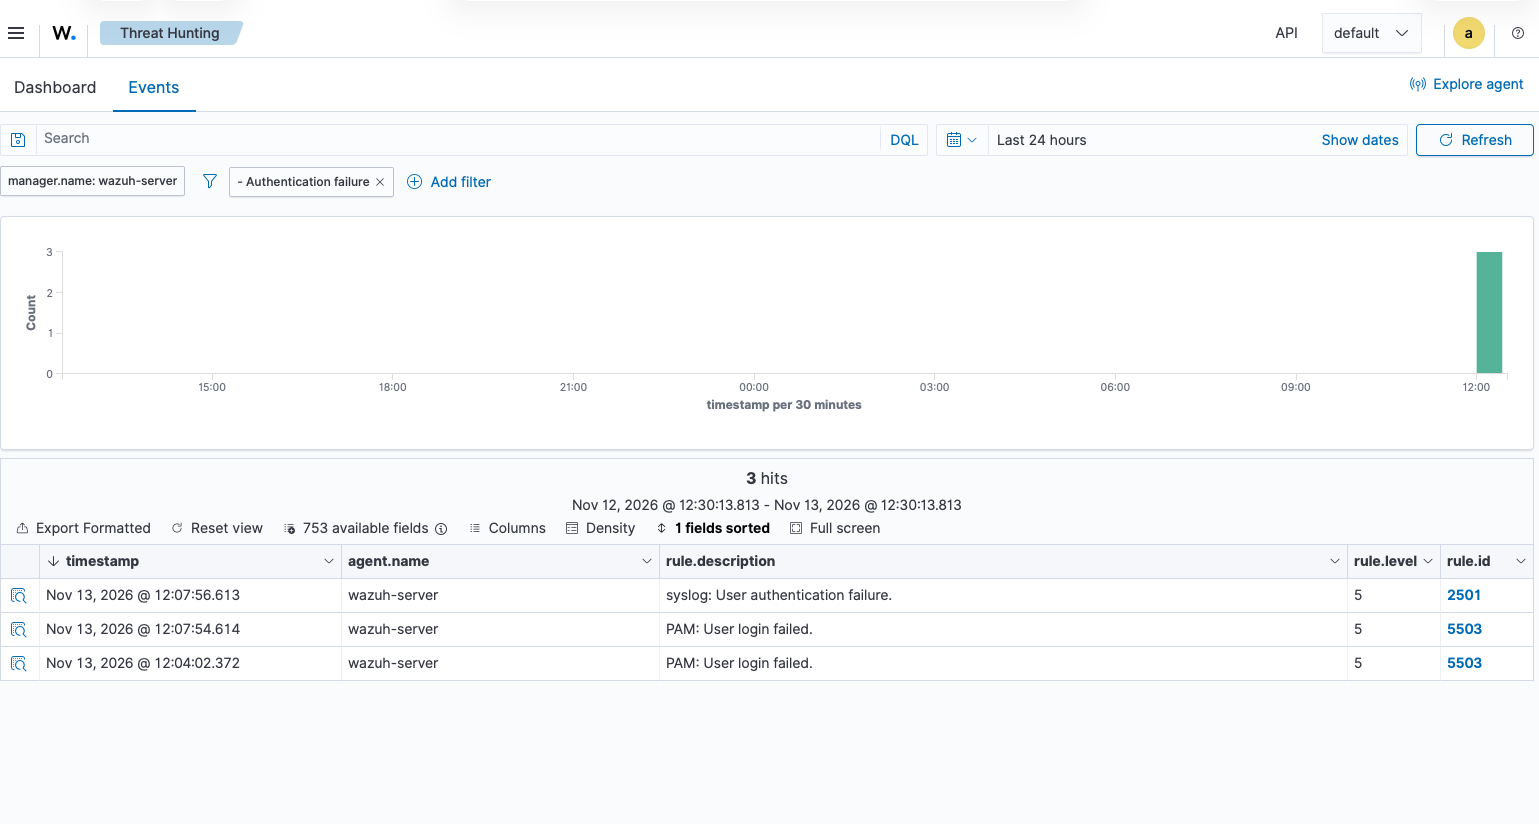 W. Threat Hunting API default a
Dashboard Events Explore agent
Search DQL Last 24 hours Show dates Refresh
manager.name: wazuh-server - Authentication failure × Add filter
3
2
1
0
Count
15:00 18:00 21:00 00:00 03:00 06:00 09:00 12:00
timestamp per 30 minutes
3 hits
Nov 12, 2026 @ 12:30:13.813 - Nov 13, 2026 @ 12:30:13.813
Export Formatted Reset view 753 available fields Columns Density 1 fields sorted Full screen
timestamp agent.name rule.description rule.level rule.id
Nov 13, 2026 @ 12:07:56.613 wazuh-server syslog: User authentication failure. 5 2501
Nov 13, 2026 @ 12:07:54.614 wazuh-server PAM: User login failed. 5 5503
Nov 13, 2026 @ 12:04:02.372 wazuh-server PAM: User login failed. 5 5503